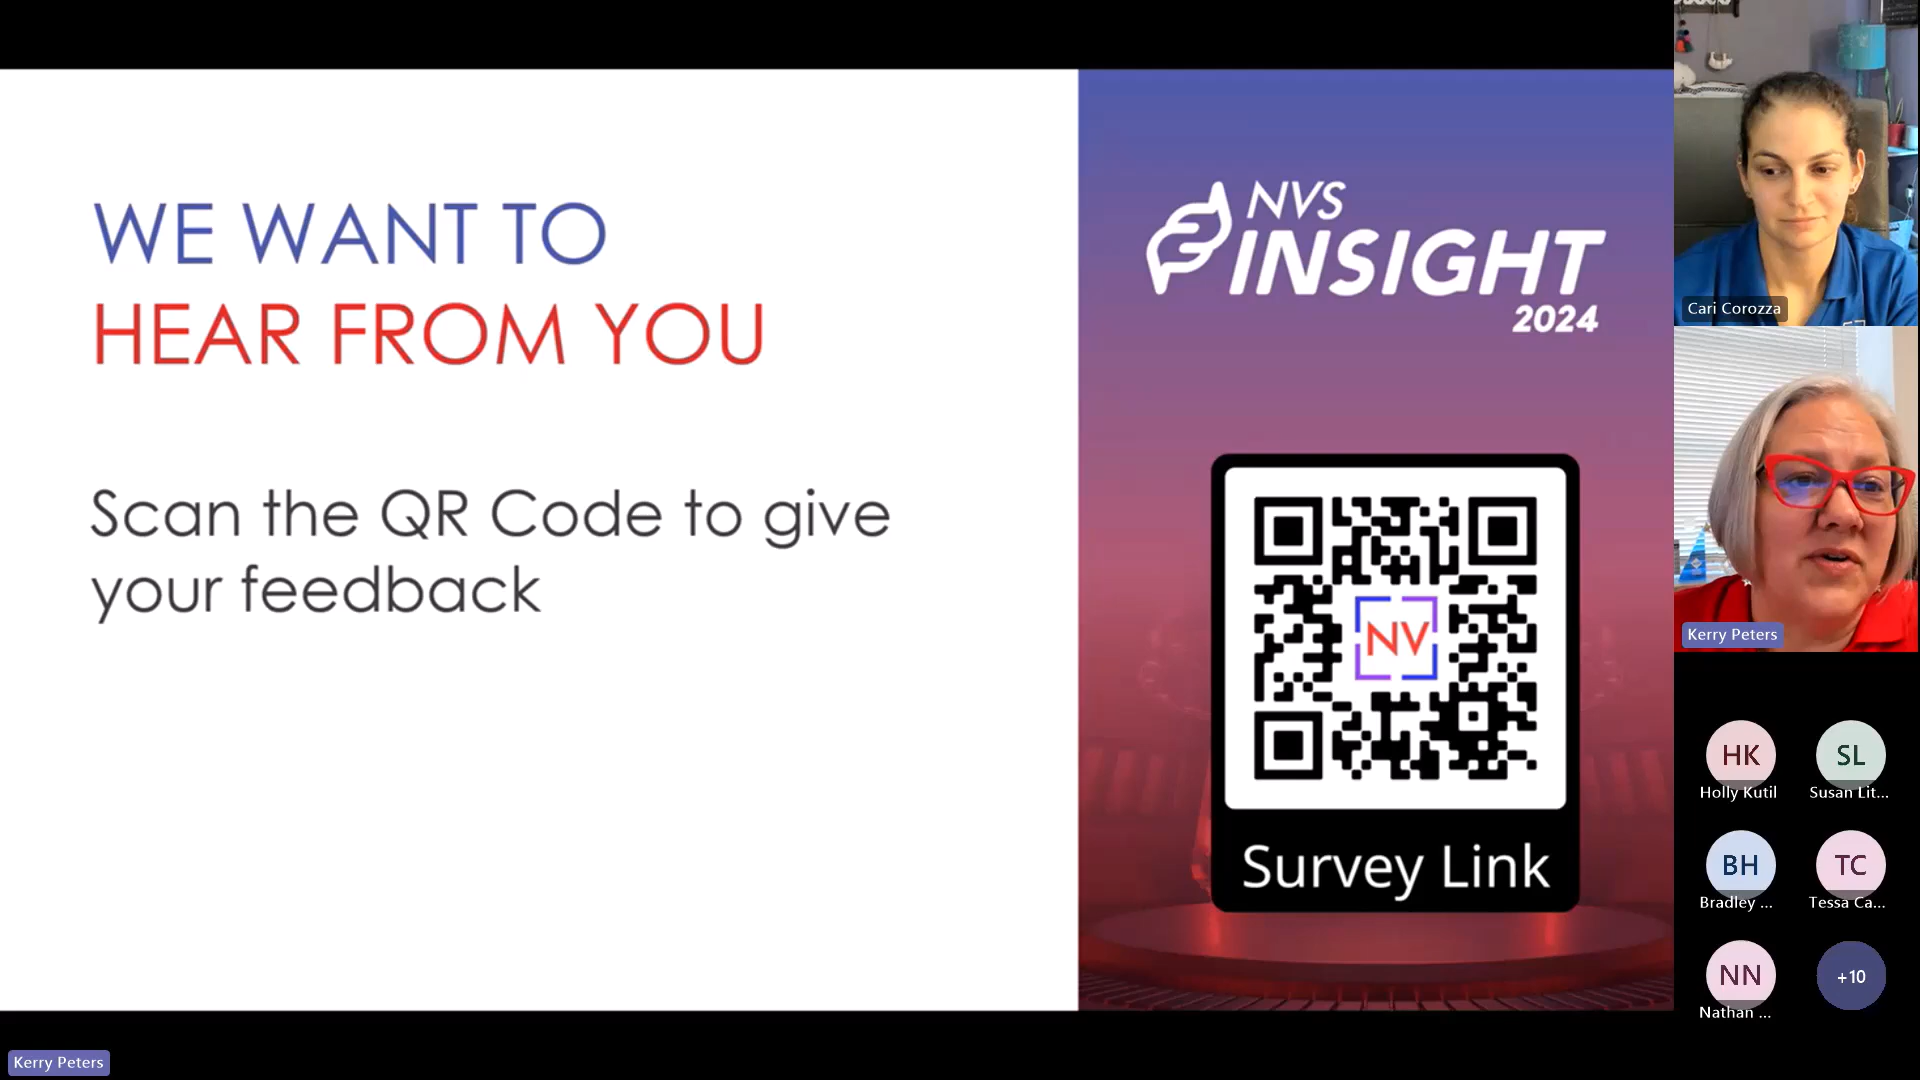 WE WANT TO
HEAR FROM YOU
Scan the QR Code to give
your feedback
NVS
INSIGHT
2024
NV
Survey Link
Cari Corozza
Kerry Peters
HK
Holly Kutil
SL
Susan Lit...
BH
Bradley ...
TC
Tessa Ca...
NN
Nathan ...
+10
Kerry Peters